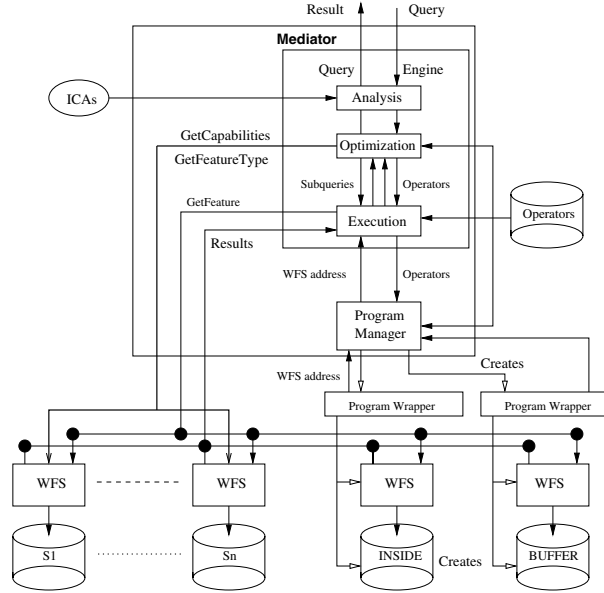 Result Query
Mediator
Query Engine
ICAs
Analysis
GetCapabilities
Optimization
GetFeatureType
Subqueries Operators
GetFeature
Execution
Operators
Results
WFS address Operators
Program
Manager
WFS address
Creates
Program Wrapper Program Wrapper
WFS WFS WFS WFS
S1 Sn INSIDE Creates BUFFER